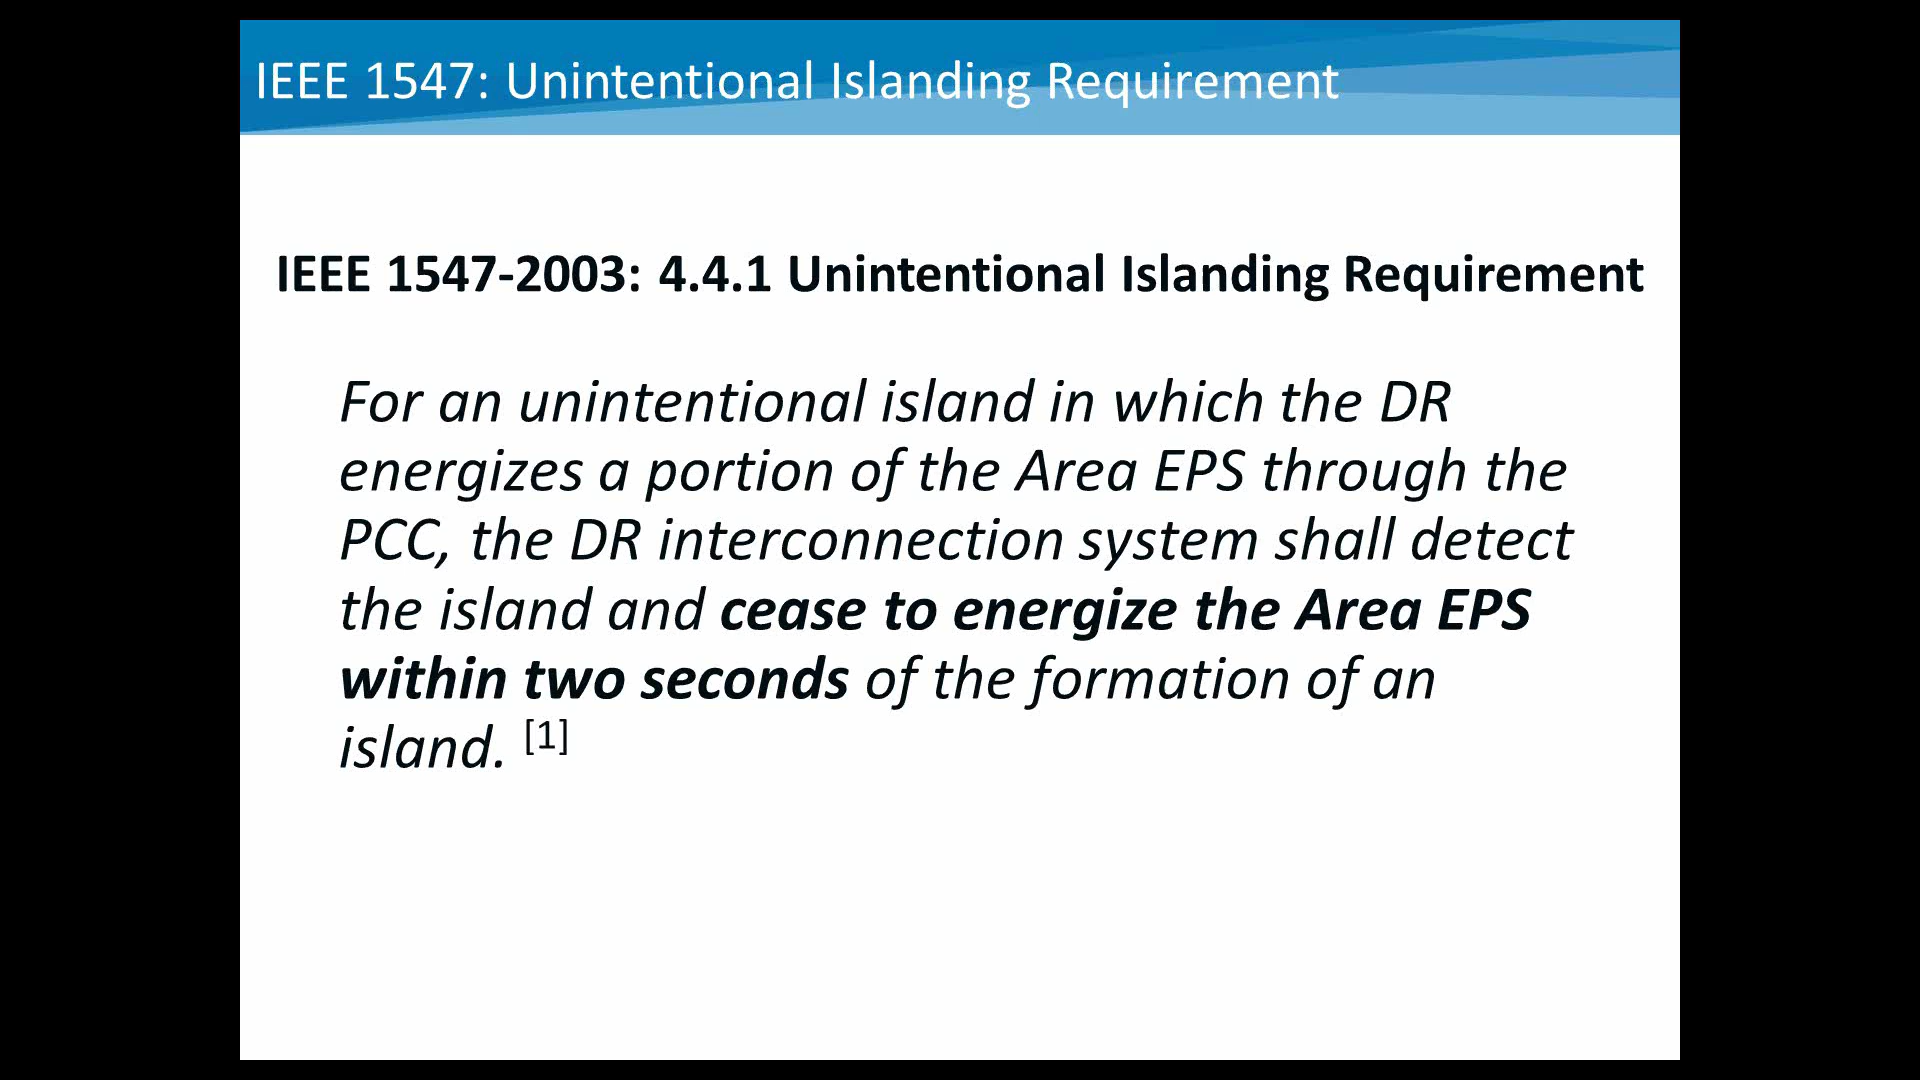 IEEE 1547: Unintentional Islanding Requirement
IEEE 1547-2003: 4.4.1 Unintentional Islanding Requirement
For an unintentional island in which the DR
energizes a portion of the Area EPS through the
PCC, the DR interconnection system shall detect
the island and cease to energize the Area EPS
within two seconds of the formation of an
island. [1]